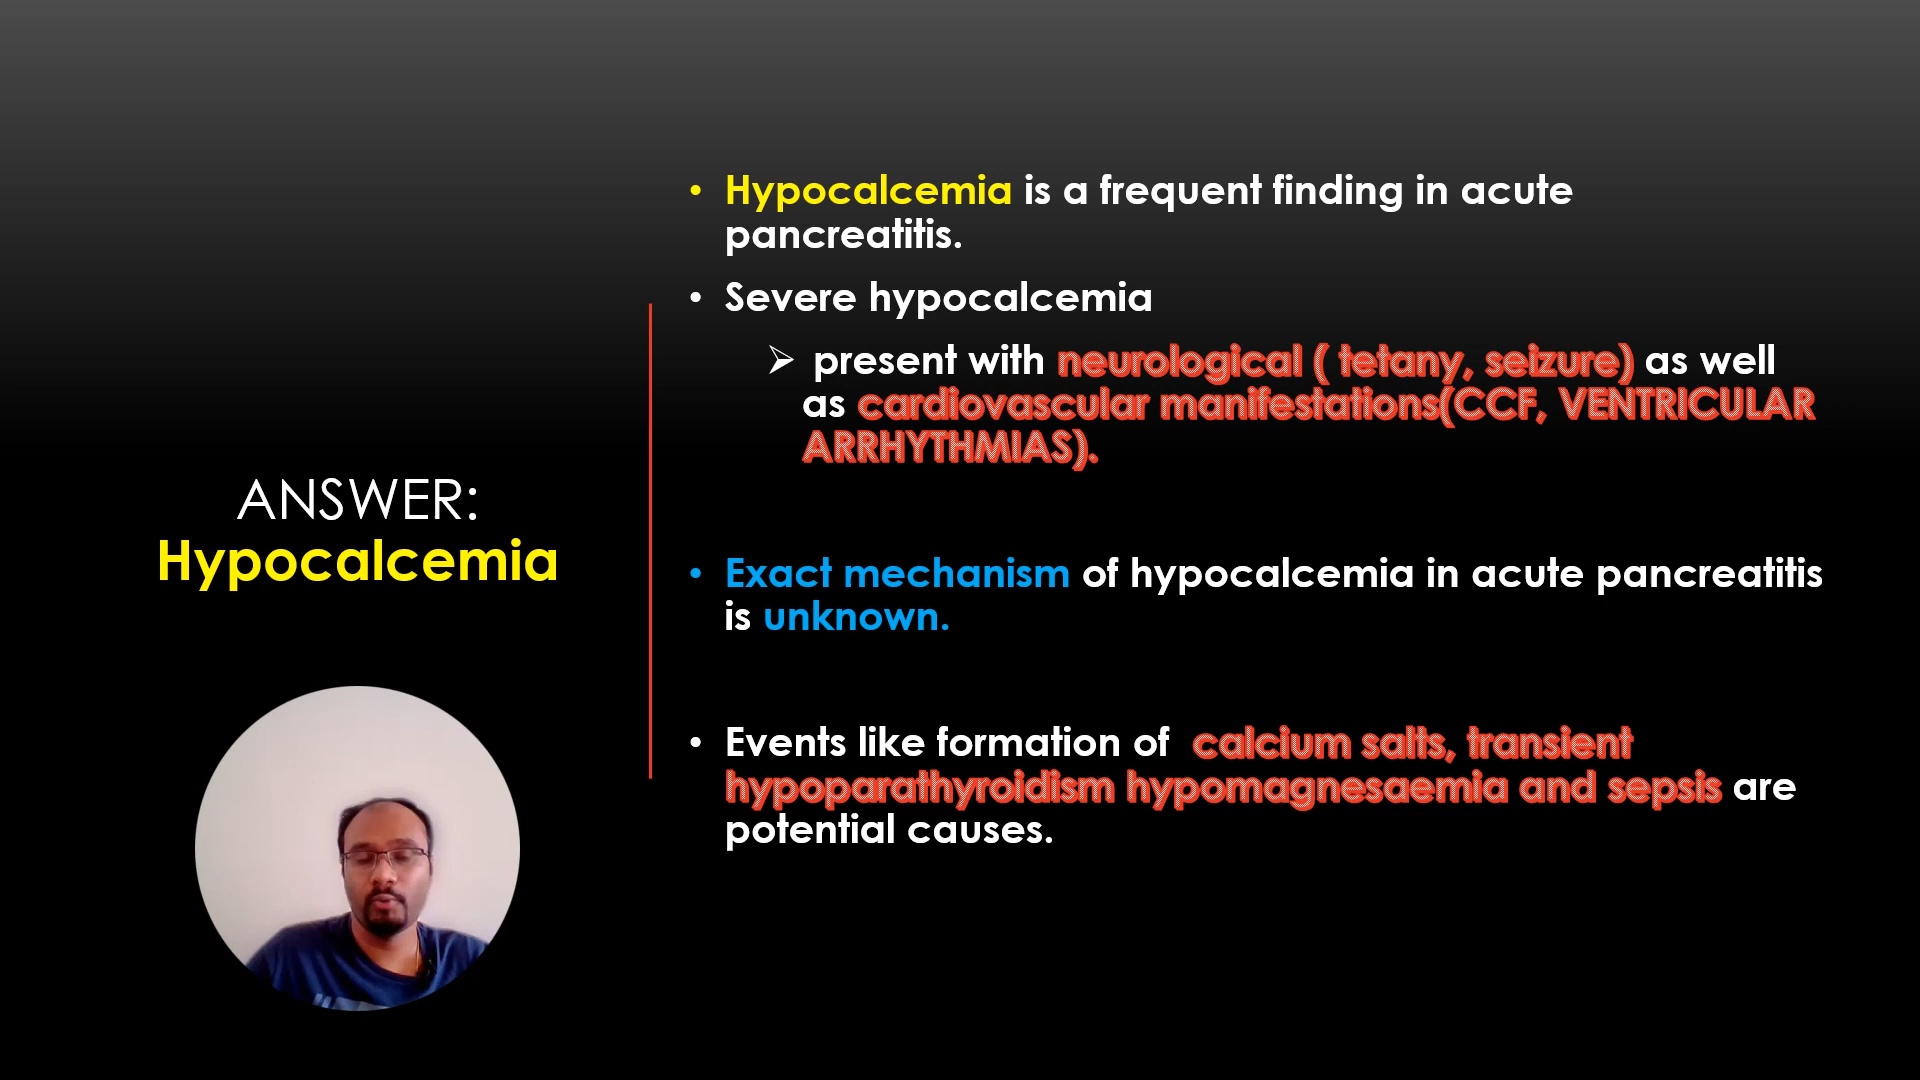 ANSWER:
Hypocalcemia
• Hypocalcemia is a frequent finding in acute
pancreatitis.
• Severe hypocalcemia
➢ present with neurological ( tetany, seizure) as well
as cardiovascular manifestations(CCF, VENTRICULAR
ARRHYTHMIAS).
• Exact mechanism of hypocalcemia in acute pancreatitis
is unknown.
• Events like formation of calcium salts, transient
hypoparathyroidism hypomagnesaemia and sepsis are
potential causes.